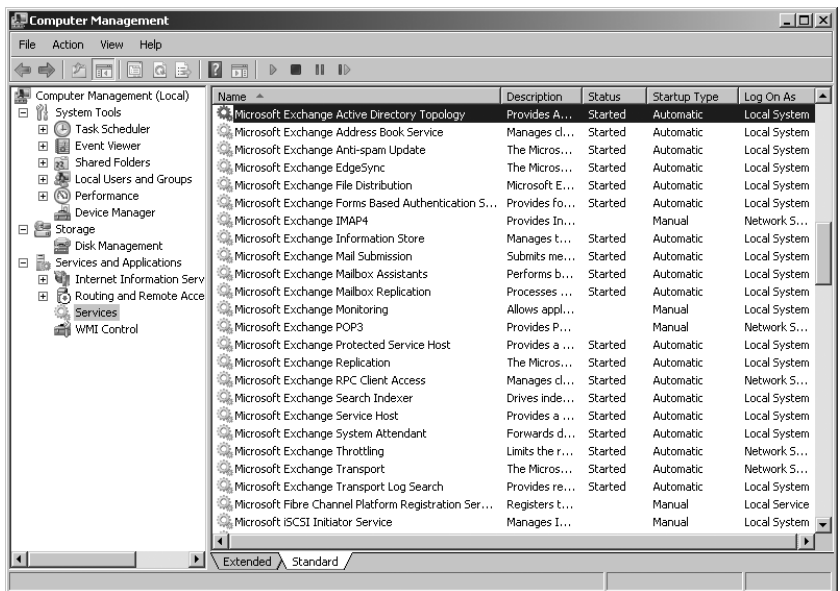 Computer Management
File Action View Help
Computer Management (Local)
System Tools
Task Scheduler
Event Viewer
Shared Folders
Local Users and Groups
Performance
Device Manager
Storage
Disk Management
Services and Applications
Internet Information Serv
Routing and Remote Acce
Services
WMI Control
Name Description Status Startup Type Log On As
Microsoft Exchange Active Directory Topology Provides A... Started Automatic Local System
Microsoft Exchange Address Book Service Manages cl... Started Automatic Local System
Microsoft Exchange Anti-spam Update The Micros... Started Automatic Local System
Microsoft Exchange EdgeSync The Micros... Started Automatic Local System
Microsoft Exchange File Distribution Microsoft E... Started Automatic Local System
Microsoft Exchange Forms Based Authentication S... Provides fo... Started Automatic Local System
Microsoft Exchange IMAP4 Provides In... Manual Network S...
Microsoft Exchange Information Store Manages t... Started Automatic Local System
Microsoft Exchange Mail Submission Submits me... Started Automatic Local System
Microsoft Exchange Mailbox Assistants Performs b... Started Automatic Local System
Microsoft Exchange Mailbox Replication Processes ... Started Automatic Local System
Microsoft Exchange Monitoring Allows appl... Manual Local System
Microsoft Exchange POP3 Provides P... Manual Network S...
Microsoft Exchange Protected Service Host Provides a ... Started Automatic Local System
Microsoft Exchange Replication The Micros... Started Automatic Local System
Microsoft Exchange RPC Client Access Manages cl... Started Automatic Network S...
Microsoft Exchange Search Indexer Drives inde... Started Automatic Local System
Microsoft Exchange Service Host Provides a ... Started Automatic Local System
Microsoft Exchange System Attendant Forwards d... Started Automatic Local System
Microsoft Exchange Throttling Limits the r... Started Automatic Network S...
Microsoft Exchange Transport The Micros... Started Automatic Network S...
Microsoft Exchange Transport Log Search Provides re... Started Automatic Local System
Microsoft Fibre Channel Platform Registration Ser... Registers t... Manual Local Service
Microsoft iSCSI Initiator Service Manages I... Manual Local System
Extended Standard